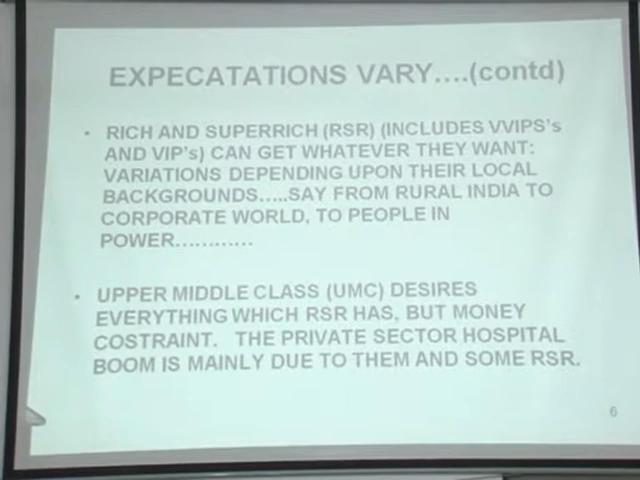 EXPECATATIONS VARY....(contd)
• RICH AND SUPERRICH (RSR) (INCLUDES VVIPS's
AND VIP's) CAN GET WHATEVER THEY WANT:
VARIATIONS DEPENDING UPON THEIR LOCAL
BACKGROUNDS.....SAY FROM RURAL INDIA TO
CORPORATE WORLD, TO PEOPLE IN
POWER............
• UPPER MIDDLE CLASS (UMC) DESIRES
EVERYTHING WHICH RSR HAS, BUT MONEY
COSTRAINT. THE PRIVATE SECTOR HOSPITAL
BOOM IS MAINLY DUE TO THEM AND SOME RSR.
6